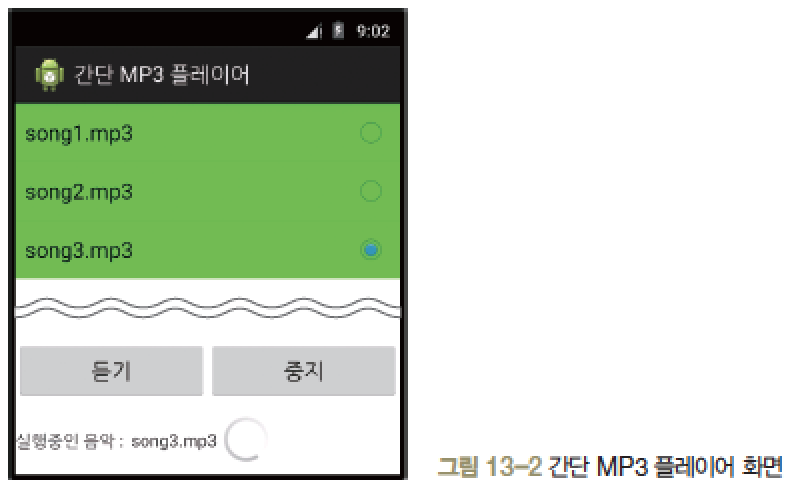 9:02
간단 MP3 플레이어
song1.mp3
song2.mp3
song3.mp3
듣기
중지
실행중인 음악 : song3.mp3
그림 13-2 간단 MP3 플레이어 화면